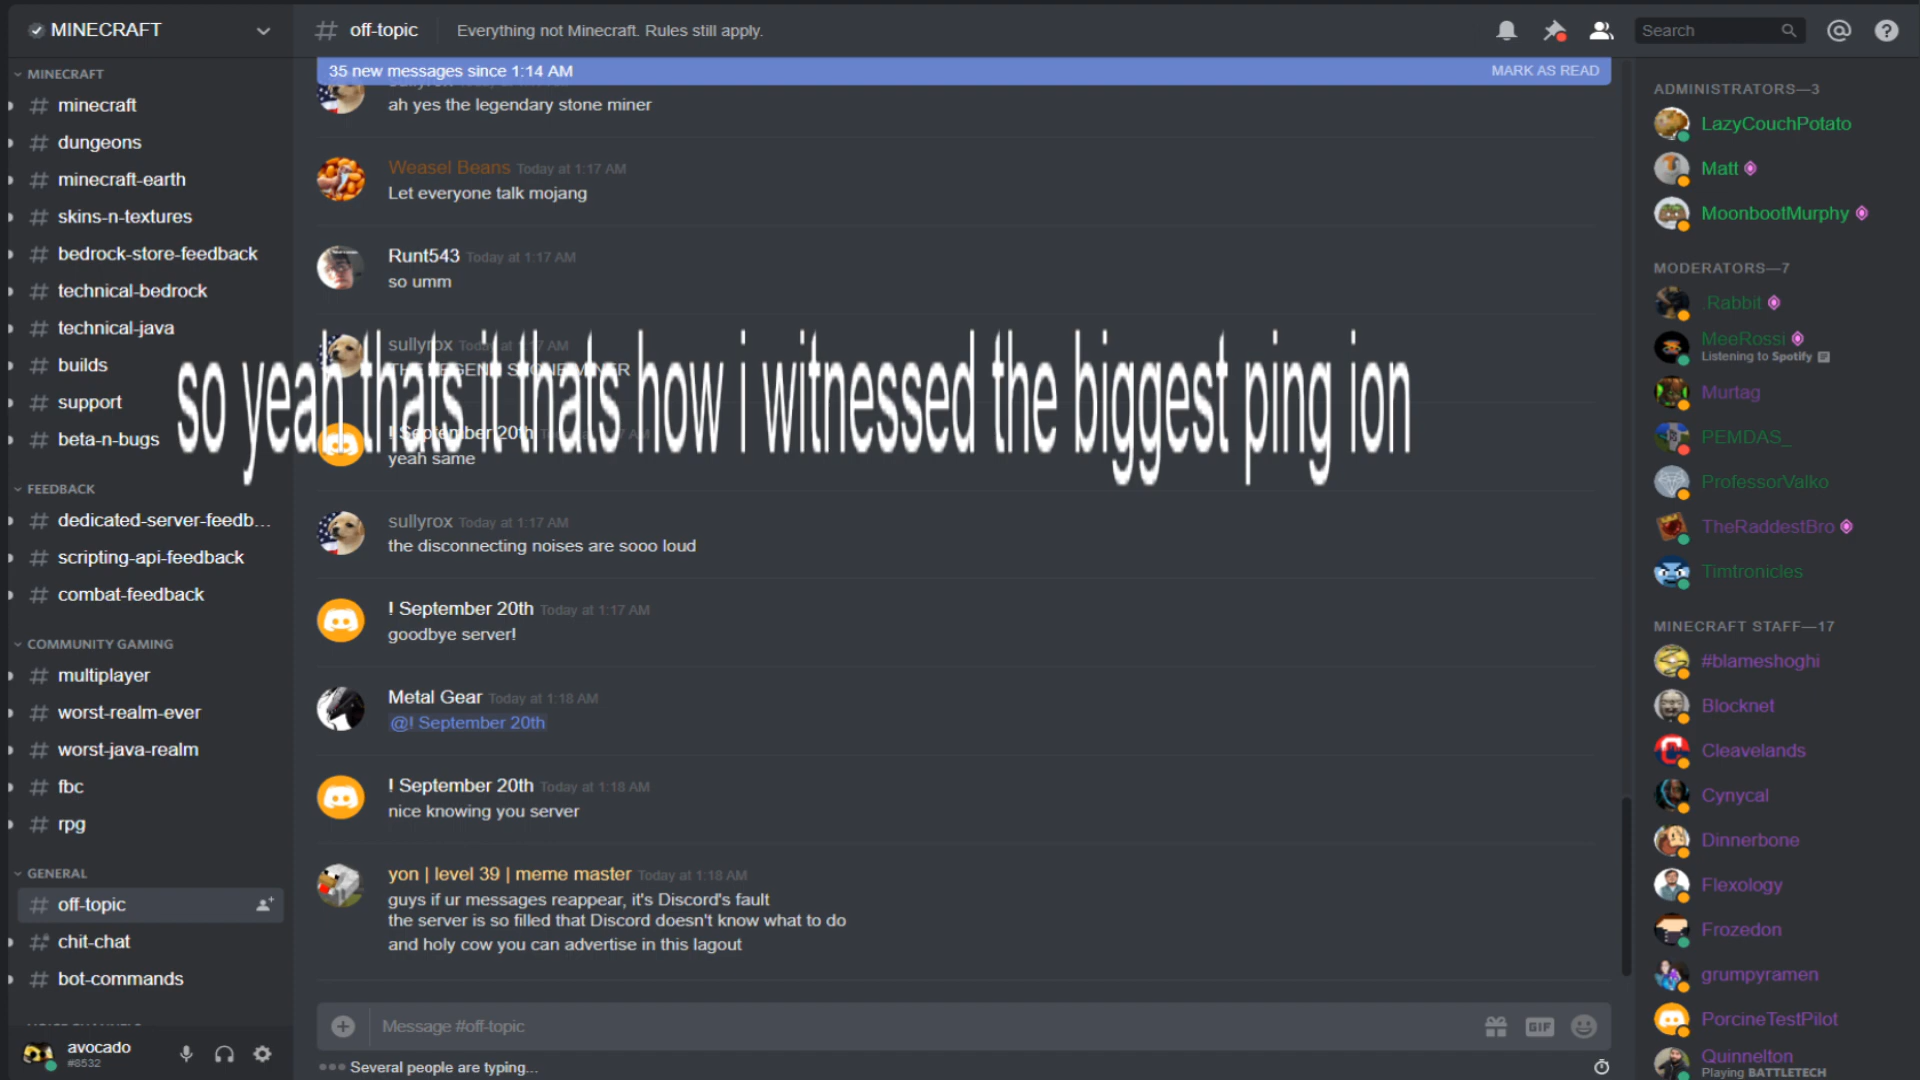 MINECRAFT
MINECRAFT
minecraft
dungeons
minecraft-earth
skins-n-textures
bedrock-store-feedback
technical-bedrock
technical-java
builds
support
beta-n-bugs
FEEDBACK
dedicated-server-feedb...
scripting-api-feedback
combat-feedback
COMMUNITY GAMING
multiplayer
worst-realm-ever
worst-java-realm
fbc
rpg
GENERAL
off-topic
chit-chat
bot-commands
avocado
#8532
off-topic Everything not Minecraft. Rules still apply.
Search
35 new messages since 1:14 AM MARK AS READ
ah yes the legendary stone miner
Weasel Beans Today at 1:17 AM
Let everyone talk mojang
Runt543 Today at 1:17 AM
so umm
so yeah thats it thats how i witnessed the biggest ping ion
sullyrox Today at 1:17 AM
! September 20th
yeah same
sullyrox Today at 1:17 AM
the disconnecting noises are sooo loud
! September 20th Today at 1:17 AM
goodbye server!
Metal Gear Today at 1:18 AM
@! September 20th
! September 20th Today at 1:18 AM
nice knowing you server
yon | level 39 | meme master Today at 1:18 AM
guys if ur messages reappear, it's Discord's fault
the server is so filled that Discord doesn't know what to do
and holy cow you can advertise in this lagout
Message #off-topic
GIF
Several people are typing...
ADMINISTRATORS—3
LazyCouchPotato
Matt
MoonbootMurphy
MODERATORS—7
.Rabbit
MeeRossi
Listening to Spotify
Murtag
PEMDAS_
ProfessorValko
TheRaddestBro
Timtronicles
MINECRAFT STAFF—17
#blameshoghi
Blocknet
Cleavelands
Cynycal
Dinnerbone
Flexology
Frozedon
grumpyramen
PorcineTestPilot
Quinnelton
Playing BATTLETECH